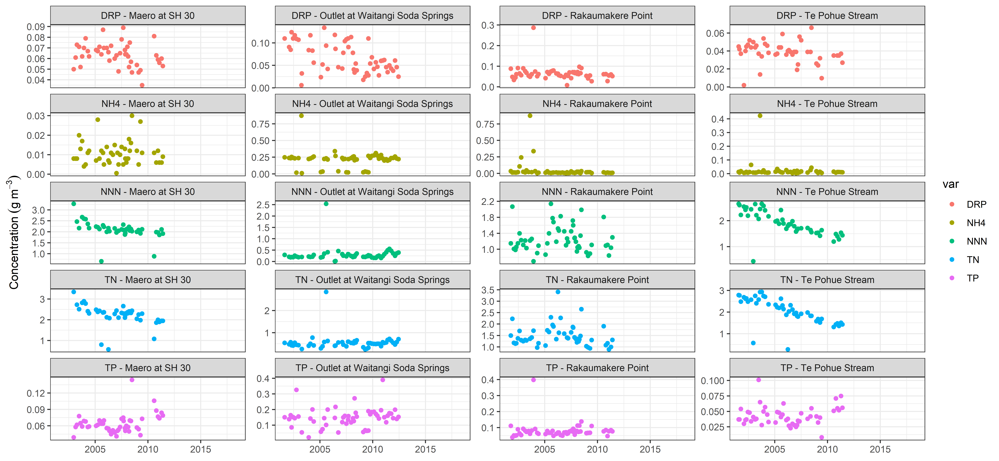 DRP - Maero at SH 30
DRP - Outlet at Waitangi Soda Springs
DRP - Rakaumakere Point
DRP - Te Pohue Stream
0.09
0.08
0.07
0.06
0.05
0.04
0.10
0.05
0.00
0.3
0.2
0.1
0.0
0.06
0.04
0.02
0.00
NH4 - Maero at SH 30
NH4 - Outlet at Waitangi Soda Springs
NH4 - Rakaumakere Point
NH4 - Te Pohue Stream
0.03
0.02
0.01
0.00
0.75
0.50
0.25
0.00
0.75
0.50
0.25
0.00
0.4
0.3
0.2
0.1
0.0
Concentration (g m⁻³)
NNN - Maero at SH 30
NNN - Outlet at Waitangi Soda Springs
NNN - Rakaumakere Point
NNN - Te Pohue Stream
3.0
2.5
2.0
1.5
1.0
2.5
2.0
1.5
1.0
0.5
0.0
2.2
1.8
1.4
1.0
2
1
TN - Maero at SH 30
TN - Outlet at Waitangi Soda Springs
TN - Rakaumakere Point
TN - Te Pohue Stream
3
2
1
2
1
3.5
3.0
2.5
2.0
1.5
1.0
3
2
1
TP - Maero at SH 30
TP - Outlet at Waitangi Soda Springs
TP - Rakaumakere Point
TP - Te Pohue Stream
0.12
0.09
0.06
0.4
0.3
0.2
0.1
0.4
0.3
0.2
0.1
0.100
0.075
0.050
0.025
2005 2010 2015
2005 2010 2015
2005 2010 2015
2005 2010 2015
var
DRP
NH4
NNN
TN
TP